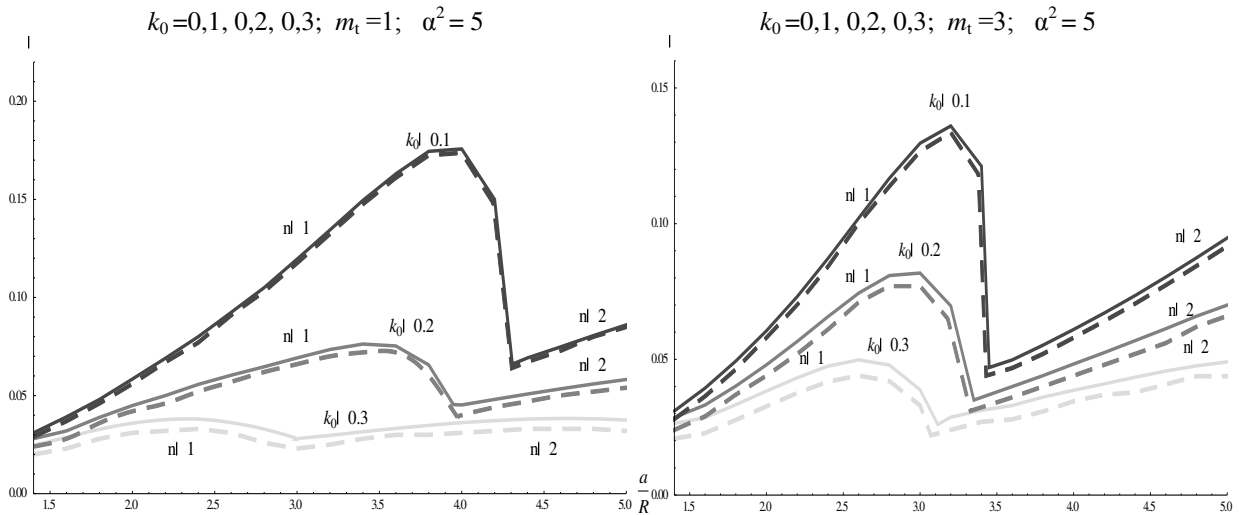 k₀=0,1, 0,2, 0,3; mₜ=1; α²= 5
0.20
0.15
0.10
0.05
0.00
1.5 2.0 2.5 3.0 3.5 4.0 4.5 5.0
k₀| 0.1
n| 1
n| 2
k₀| 0.2
n| 1
n| 2
k₀| 0.3
n| 1
n| 2
a
R
k₀=0,1, 0,2, 0,3; mₜ=3; α²= 5
0.15
0.10
0.05
0.00
1.5 2.0 2.5 3.0 3.5 4.0 4.5 5.0
k₀| 0.1
n| 1
n| 2
k₀| 0.2
n| 1
n| 2
k₀| 0.3
n| 1
n| 2